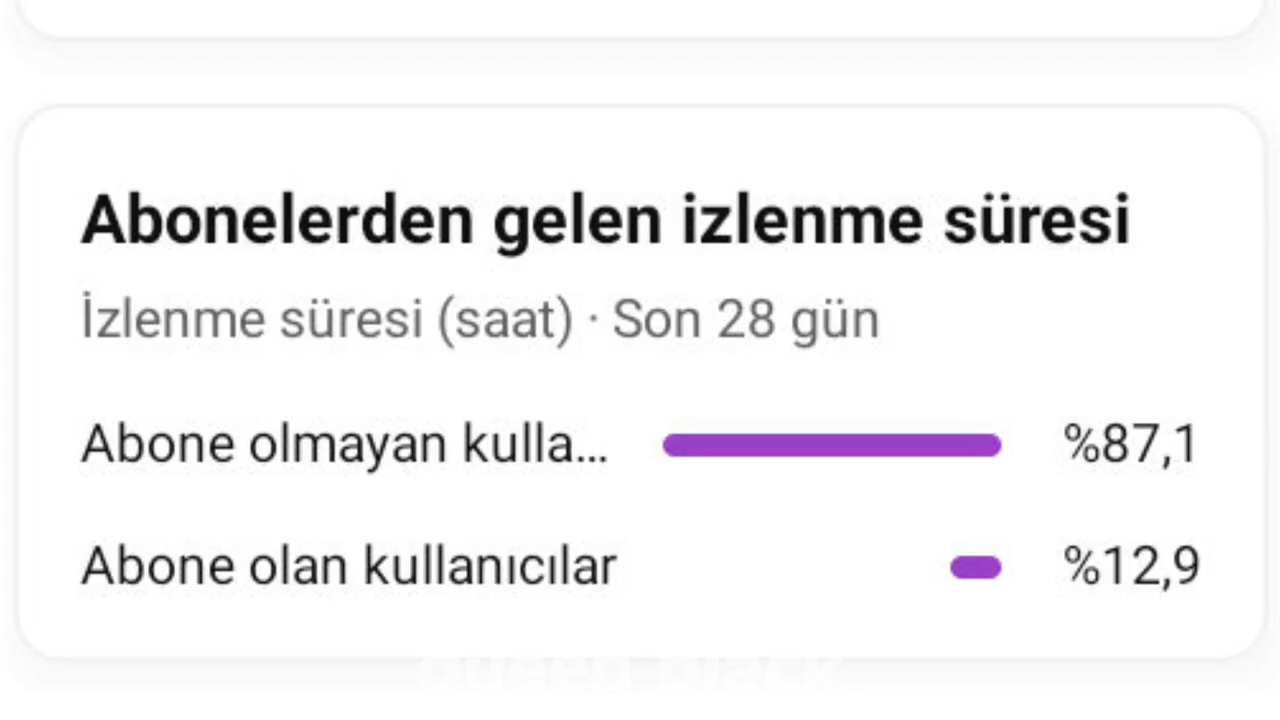 Abonelerden gelen izlenme süresi
İzlenme süresi (saat) · Son 28 gün
Abone olmayan kulla... %87,1
Abone olan kullanıcılar %12,9